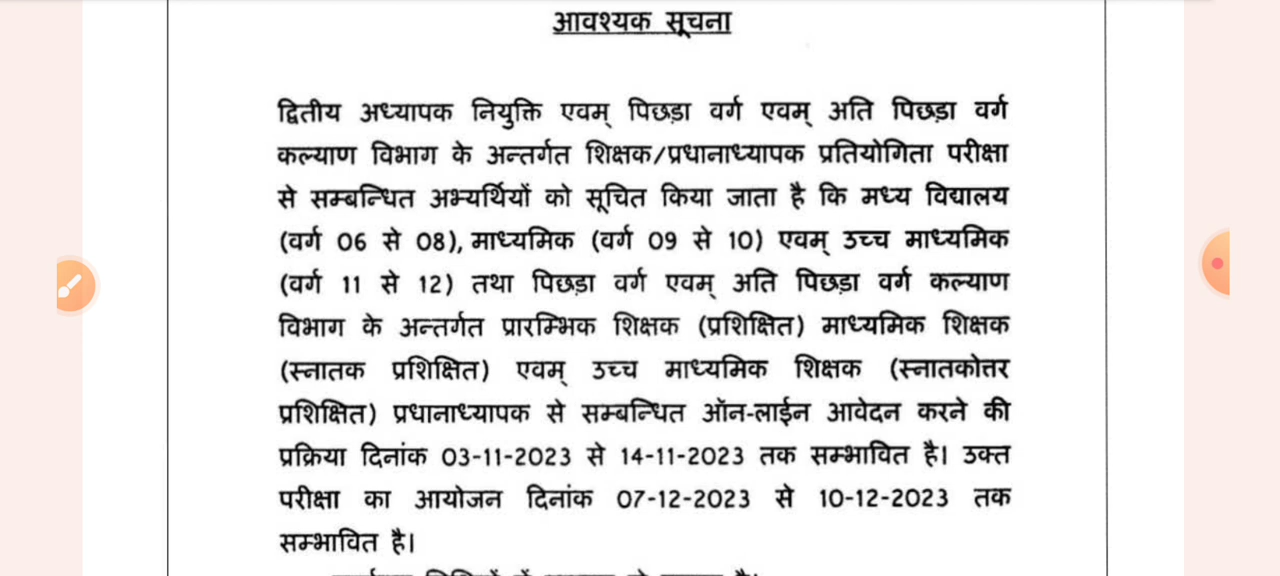 आवश्यक सूचना
द्वितीय अध्यापक नियुक्ति एवम् पिछड़ा वर्ग एवम् अति पिछड़ा वर्ग
कल्याण विभाग के अन्तर्गत शिक्षक/प्रधानाध्यापक प्रतियोगिता परीक्षा
से सम्बन्धित अभ्यर्थियों को सूचित किया जाता है कि मध्य विद्यालय
(वर्ग 06 से 08), माध्यमिक (वर्ग 09 से 10) एवम् उच्च माध्यमिक
(वर्ग 11 से 12) तथा पिछड़ा वर्ग एवम् अति पिछड़ा वर्ग कल्याण
विभाग के अन्तर्गत प्रारम्भिक शिक्षक (प्रशिक्षित) माध्यमिक शिक्षक
(स्नातक प्रशिक्षित) एवम् उच्च माध्यमिक शिक्षक (स्नातकोत्तर
प्रशिक्षित) प्रधानाध्यापक से सम्बन्धित ऑन-लाईन आवेदन करने की
प्रक्रिया दिनांक 03-11-2023 से 14-11-2023 तक सम्भावित है। उक्त
परीक्षा का आयोजन दिनांक 07-12-2023 से 10-12-2023 तक
सम्भावित है।